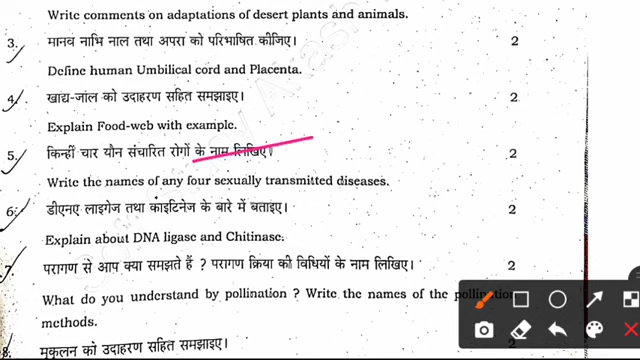 Write comments on adaptations of desert plants and animals.
3. मानव नाभि नाल तथा अपरा को परिभाषित कीजिए। 2
Define human Umbilical cord and Placenta.
4. खाद्य-जाल को उदाहरण सहित समझाइए। 2
Explain Food-web with example.
5. किन्हीं चार यौन संचारित रोगों के नाम लिखिए। 2
Write the names of any four sexually transmitted diseases.
6. डीएनए लाइगेज तथा काइटिनेज के बारे में बताइए। 2
Explain about DNA ligase and Chitinase.
7. परागण से आप क्या समझते हैं ? परागण क्रिया की विधियों के नाम लिखिए। 2
What do you understand by pollination ? Write the names of the pollination
methods.
8. मुकुलन को उदाहरण सहित समझाइए। 2